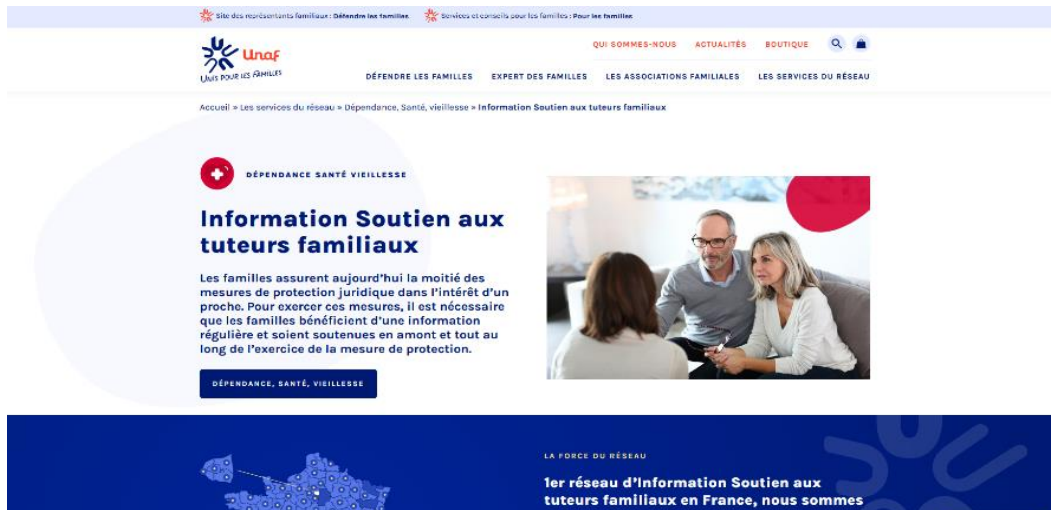 Site des représentants familiaux : Défendre les familles
Services et conseils pour les familles : Pour les familles
Unaf
UNIS POUR LES FAMILLES
QUI SOMMES-NOUS ACTUALITÉS BOUTIQUE
DÉFENDRE LES FAMILLES EXPERT DES FAMILLES LES ASSOCIATIONS FAMILIALES LES SERVICES DU RÉSEAU
Accueil » Les services du réseau » Dépendance, Santé, vieillesse » Information Soutien aux tuteurs familiaux
DÉPENDANCE SANTÉ VIEILLESSE
Information Soutien aux
tuteurs familiaux
Les familles assurent aujourd'hui la moitié des
mesures de protection juridique dans l'intérêt d'un
proche. Pour exercer ces mesures, il est nécessaire
que les familles bénéficient d'une information
régulière et soient soutenues en amont et tout au
long de l'exercice de la mesure de protection.
DÉPENDANCE, SANTÉ, VIEILLESSE
LA FORCE DU RÉSEAU
1er réseau d'Information Soutien aux
tuteurs familiaux en France, nous sommes